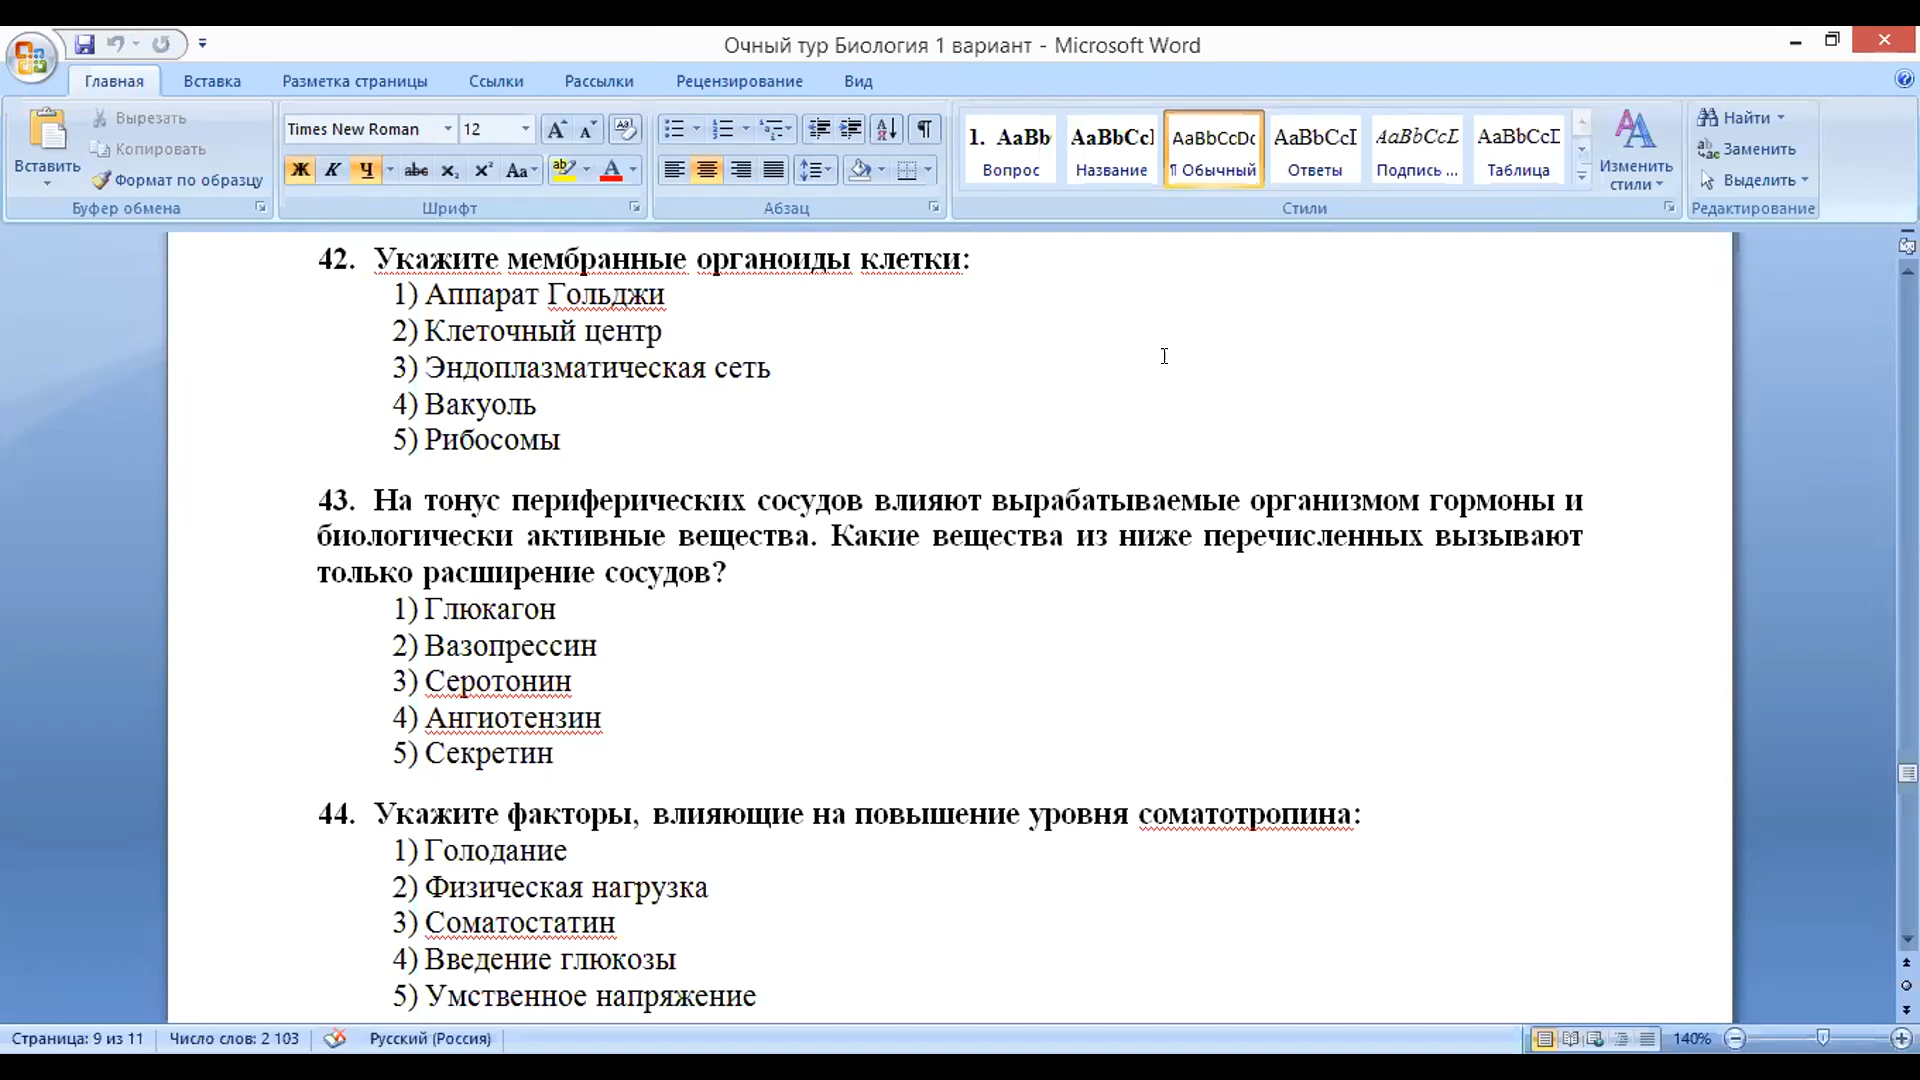 Очный тур Биология 1 вариант - Microsoft Word
Главная Вставка Разметка страницы Ссылки Рассылки Рецензирование Вид
Вставить
Вырезать
Копировать
Формат по образцу
Буфер обмена
Times New Roman 12
Ж К Ч abc x₂ x² Aa ab А
Шрифт
Абзац
1. AaBb AaBbCcI AaBbCcDc AaBbCcI AaBbCcL AaBbCcD
Вопрос Название ¶ Обычный Ответы Подпись ... Таблица
Изменить
стили
Стили
Найти
Заменить
Выделить
Редактирование
42. Укажите мембранные органоиды клетки:
1) Аппарат Гольджи
2) Клеточный центр
3) Эндоплазматическая сеть
4) Вакуоль
5) Рибосомы
43. На тонус периферических сосудов влияют вырабатываемые организмом гормоны и
биологически активные вещества. Какие вещества из ниже перечисленных вызывают
только расширение сосудов?
1) Глюкагон
2) Вазопрессин
3) Серотонин
4) Ангиотензин
5) Секретин
44. Укажите факторы, влияющие на повышение уровня соматотропина:
1) Голодание
2) Физическая нагрузка
3) Соматостатин
4) Введение глюкозы
5) Умственное напряжение
Страница: 9 из 11 Число слов: 2 103 Русский (Россия) 140%